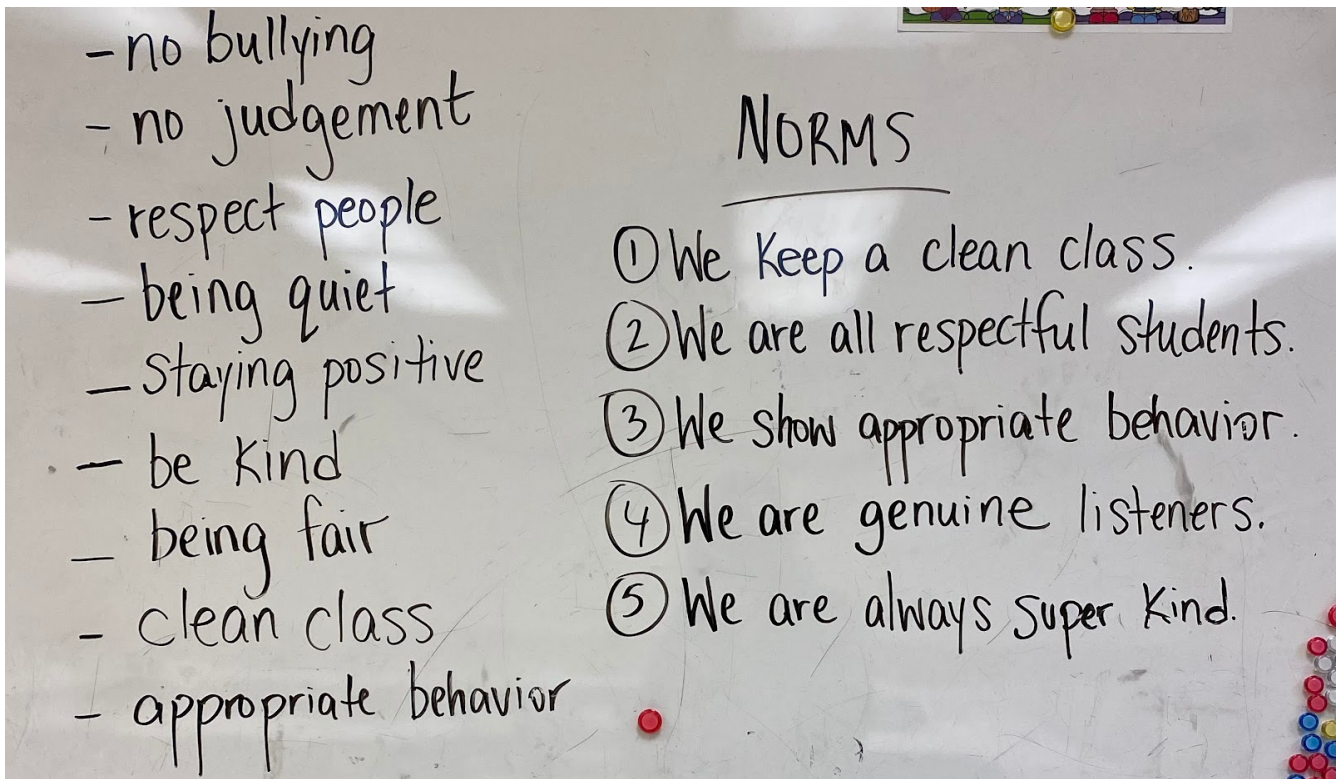 - no bullying
- no judgement
- respect people
- being quiet
- staying positive
- be kind
- being fair
- clean class
- appropriate behavior
NORMS
① We keep a clean class.
② We are all respectful students.
③ We show appropriate behavior.
④ We are genuine listeners.
⑤ We are always super kind.